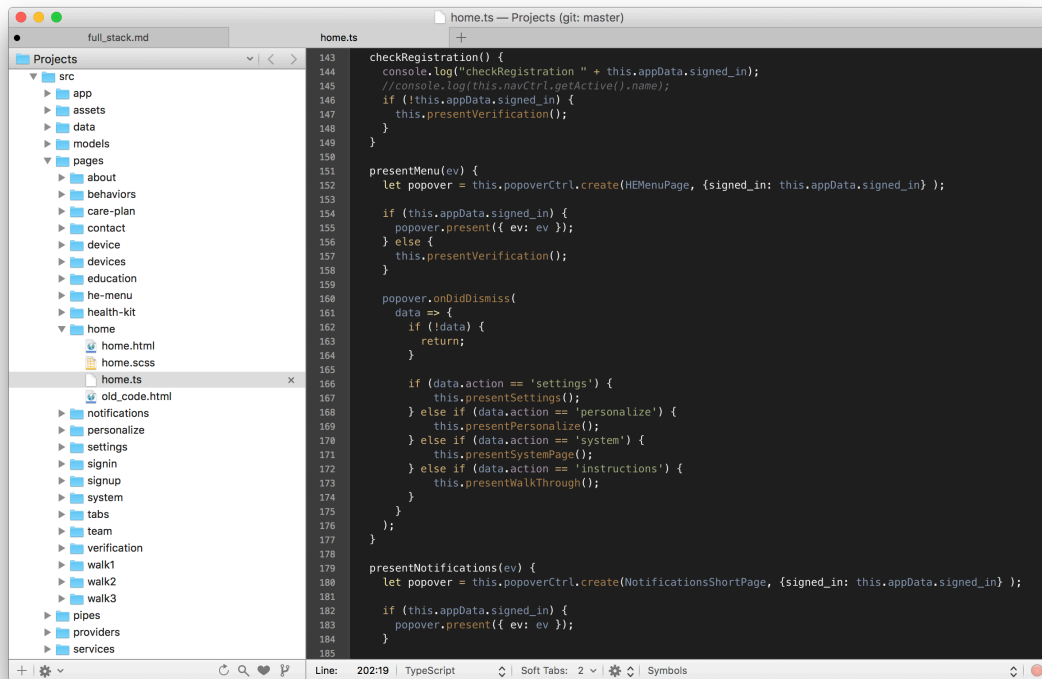 home.ts — Projects (git: master)
full_stack.md
home.ts
Projects
src
app
assets
data
models
pages
about
behaviors
care-plan
contact
device
devices
education
he-menu
health-kit
home
home.html
home.scss
home.ts
old_code.html
notifications
personalize
settings
signin
signup
system
tabs
team
verification
walk1
walk2
walk3
pipes
providers
services
143 checkRegistration() {
144 console.log("checkRegistration " + this.appData.signed_in);
145 //console.log(this.navCtrl.getActive().name);
146 if (!this.appData.signed_in) {
147 this.presentVerification();
148 }
149 }
150
151 presentMenu(ev) {
152 let popover = this.popoverCtrl.create(HEMenuPage, {signed_in: this.appData.signed_in} );
153
154 if (this.appData.signed_in) {
155 popover.present({ ev: ev });
156 } else {
157 this.presentVerification();
158 }
159
160 popover.onDidDismiss(
161 data => {
162 if (!data) {
163 return;
164 }
165
166 if (data.action == 'settings') {
167 this.presentSettings();
168 } else if (data.action == 'personalize') {
169 this.presentPersonalize();
170 } else if (data.action == 'system') {
171 this.presentSystemPage();
172 } else if (data.action == 'instructions') {
173 this.presentWalkThrough();
174 }
175 }
176 );
177 }
178
179 presentNotifications(ev) {
180 let popover = this.popoverCtrl.create(NotificationsShortPage, {signed_in: this.appData.signed_in} );
181
182 if (this.appData.signed_in) {
183 popover.present({ ev: ev });
184 }
185
Line: 202:19 TypeScript Soft Tabs: 2 Symbols